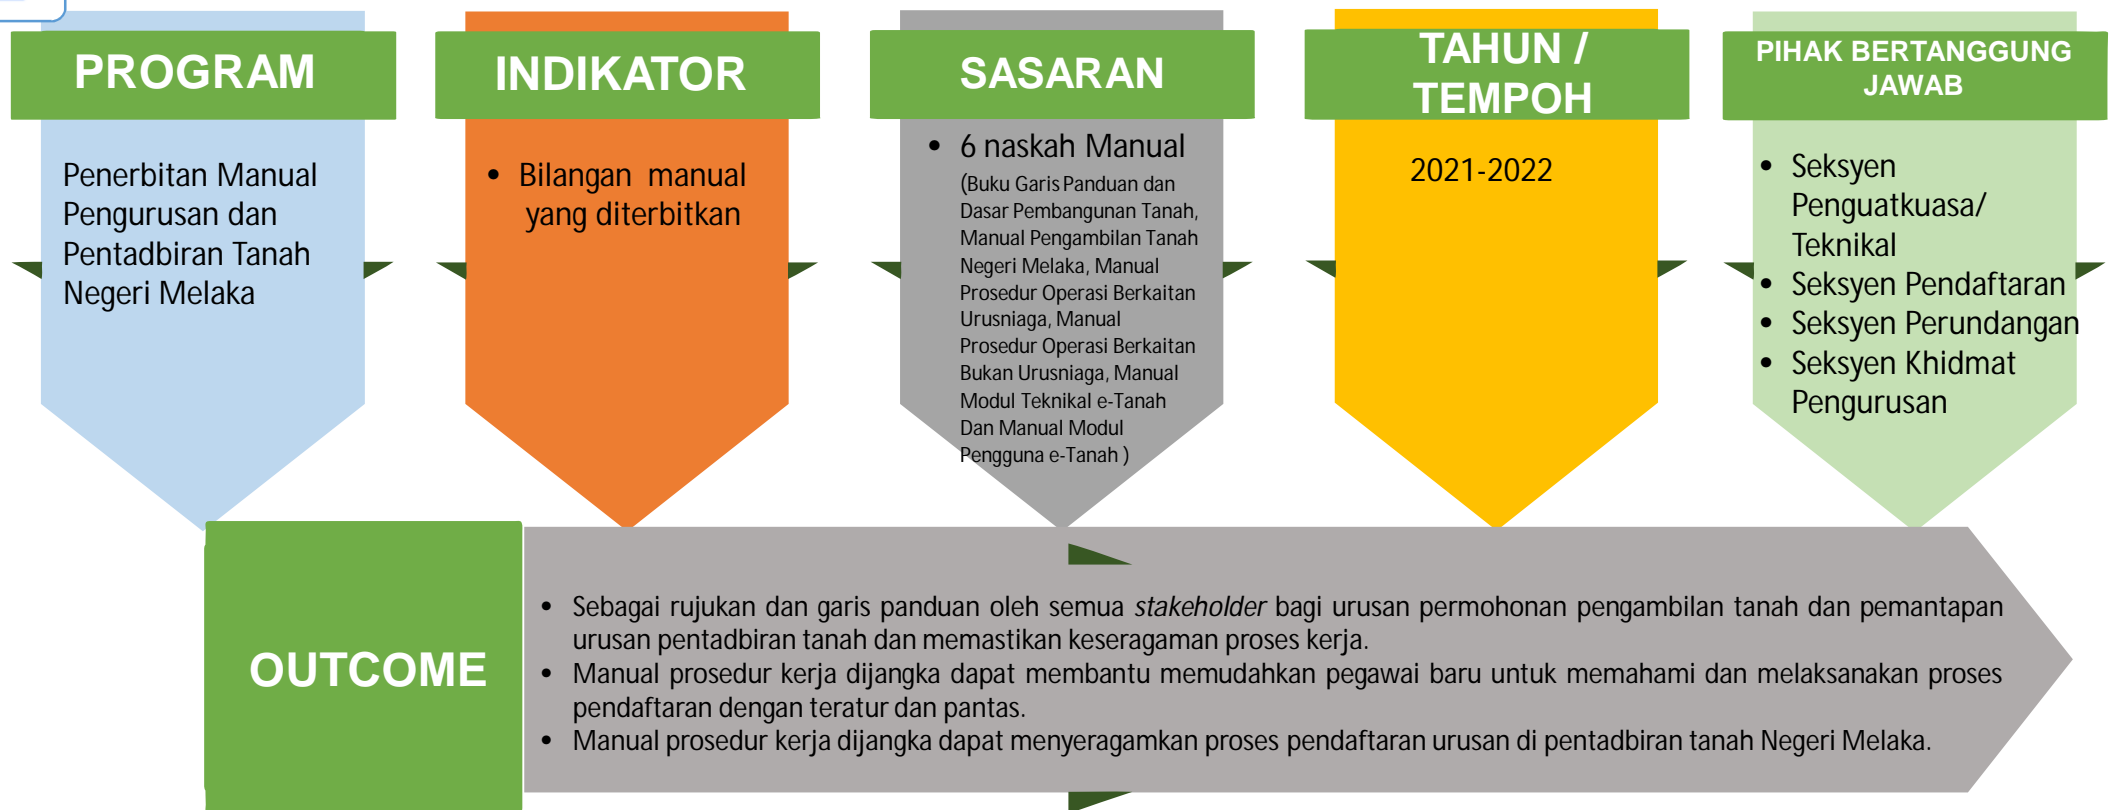 PROGRAM
Penerbitan Manual
Pengurusan dan
Pentadbiran Tanah
Negeri Melaka
INDIKATOR
• Bilangan manual
yang diterbitkan
SASARAN
• 6 naskah Manual
(Buku Garis Panduan dan
Dasar Pembangunan Tanah,
Manual Pengambilan Tanah
Negeri Melaka, Manual
Prosedur Operasi Berkaitan
Urusniaga, Manual
Prosedur Operasi Berkaitan
Bukan Urusniaga, Manual
Modul Teknikal e-Tanah
Dan Manual Modul
Pengguna e-Tanah )
TAHUN /
TEMPOH
2021-2022
PIHAK BERTANGGUNG
JAWAB
• Seksyen
Penguatkuasa/
Teknikal
• Seksyen Pendaftaran
• Seksyen Perundangan
• Seksyen Khidmat
Pengurusan
OUTCOME
• Sebagai rujukan dan garis panduan oleh semua stakeholder bagi urusan permohonan pengambilan tanah dan pemantapan
urusan pentadbiran tanah dan memastikan keseragaman proses kerja.
• Manual prosedur kerja dijangka dapat membantu memudahkan pegawai baru untuk memahami dan melaksanakan proses
pendaftaran dengan teratur dan pantas.
• Manual prosedur kerja dijangka dapat menyeragamkan proses pendaftaran urusan di pentadbiran tanah Negeri Melaka.